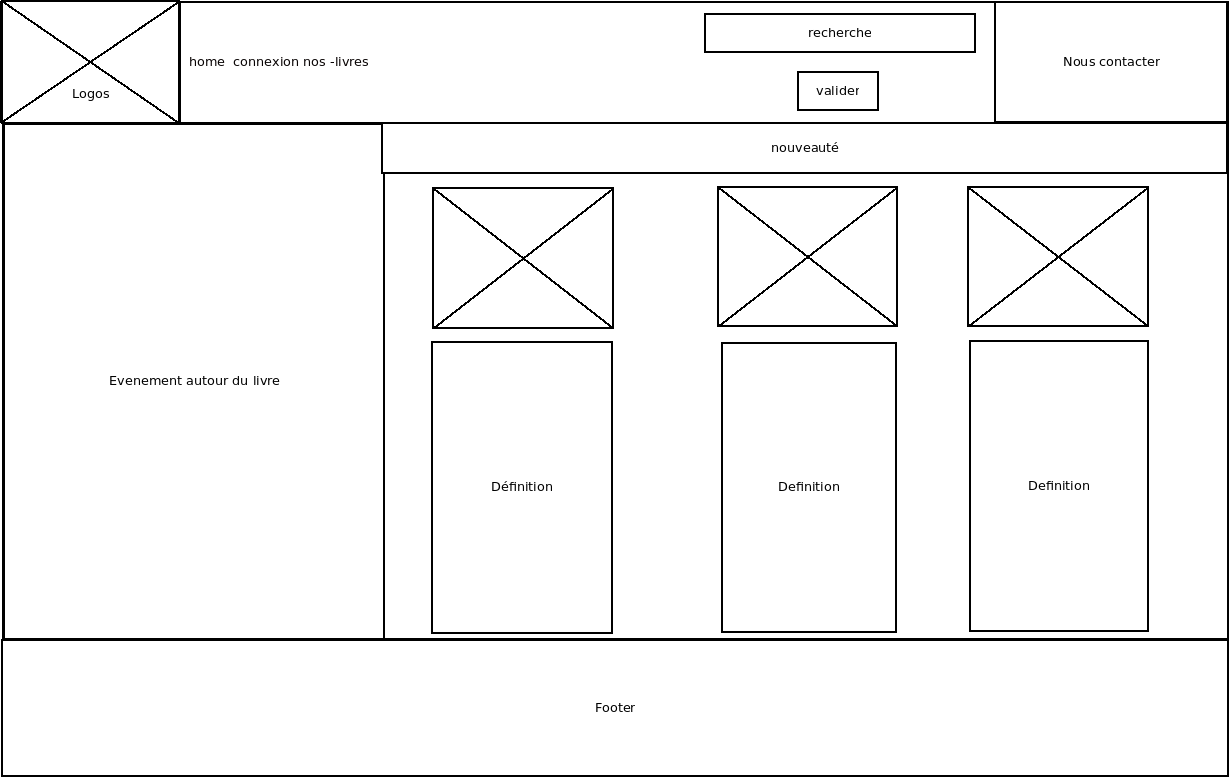 Logos
home  connexion nos -livres
recherche
valider
Nous contacter
nouveauté
Evenement autour du livre
Définition
Definition
Definition
Footer